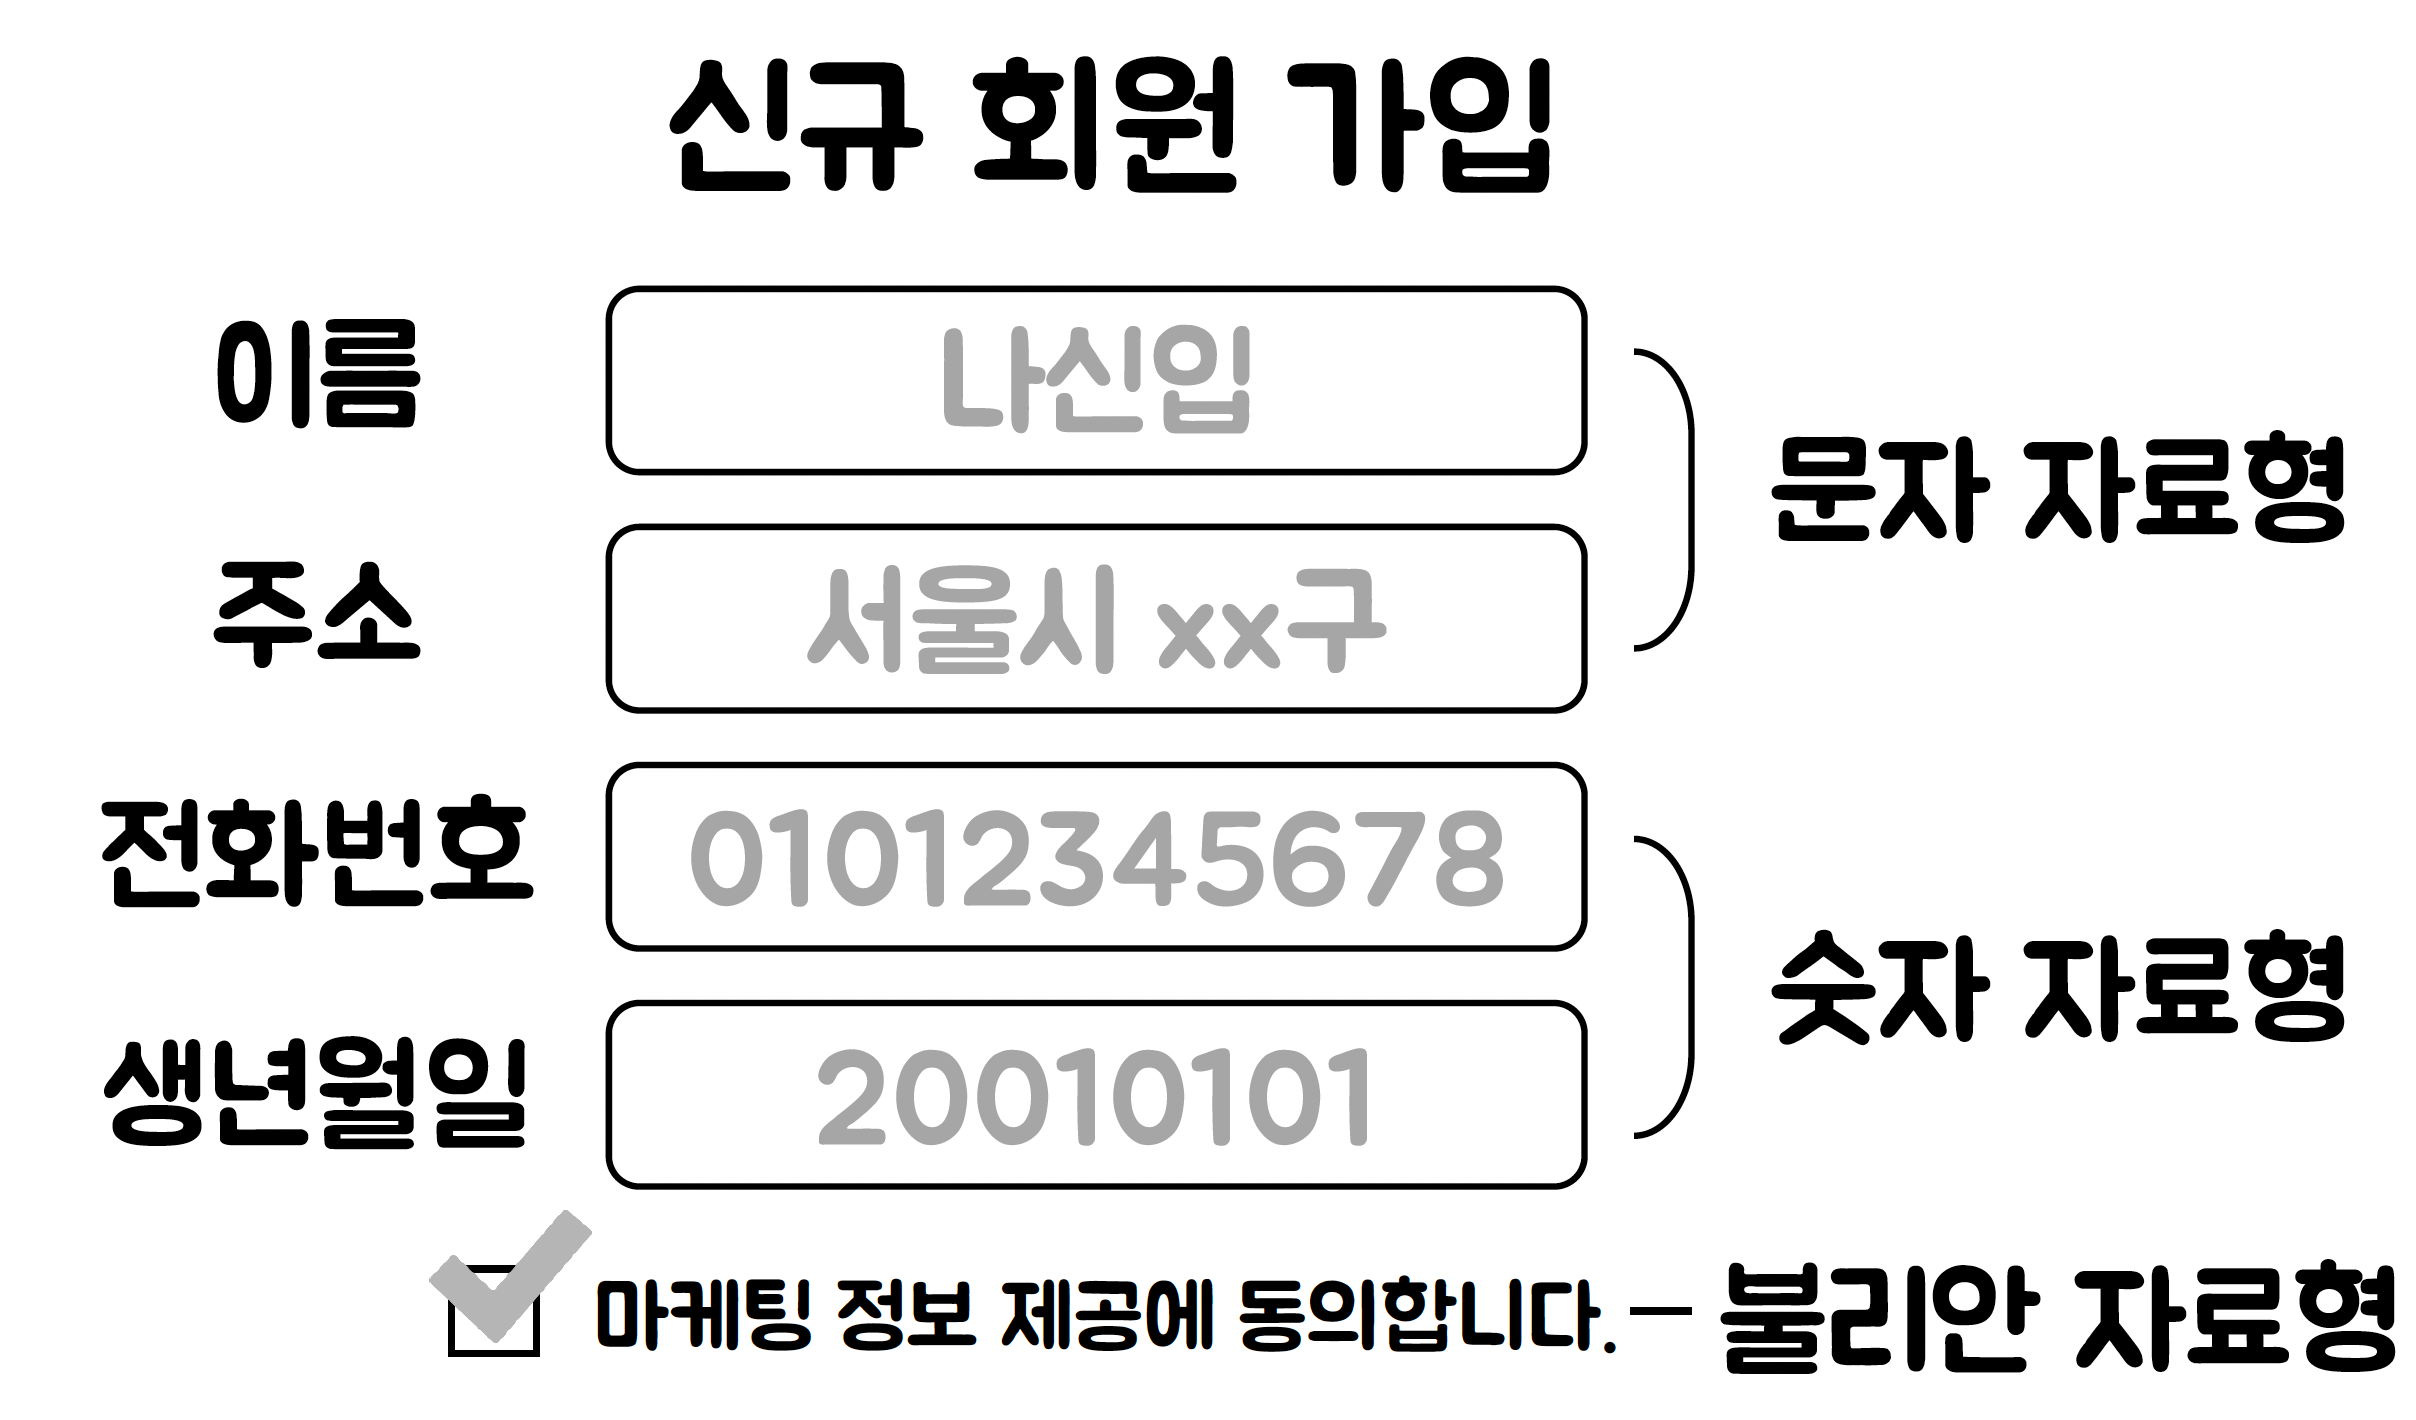 신규 회원 가입
이름
나신입
주소
서울시 xx구
문자 자료형
전화번호
01012345678
생년월일
20010101
숫자 자료형
마케팅 정보 제공에 동의합니다.
불리안 자료형